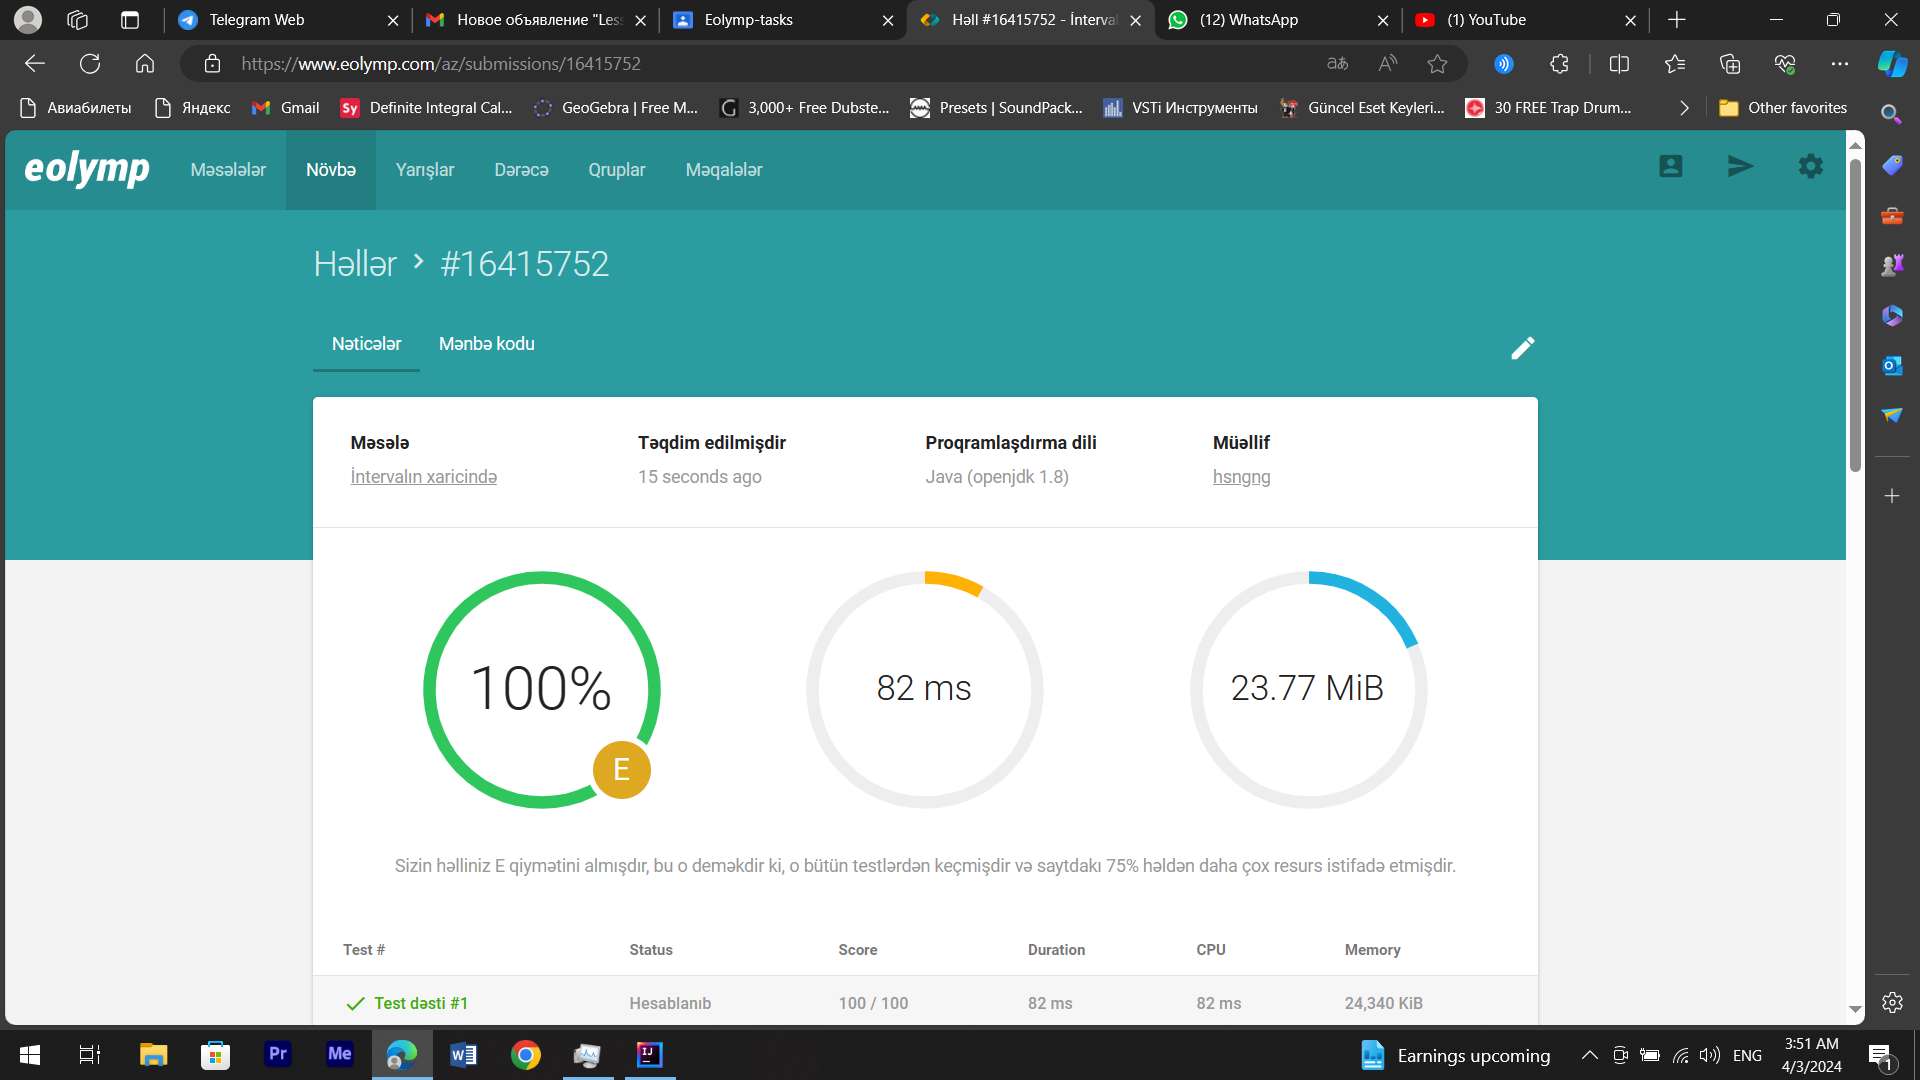 Telegram Web
Новое объявление "Less
Eolymp-tasks
Həll #16415752 - İnterval
(12) WhatsApp
(1) YouTube
https://www.eolymp.com/az/submissions/16415752
Авиабилеты
Яндекс
Gmail
Sy
Definite Integral Cal...
GeoGebra | Free M...
G
3,000+ Free Dubste...
Presets | SoundPack...
VSTi Инструменты
Güncel Eset Keyleri...
30 FREE Trap Drum...
Other favorites
eolymp
Məsələlər
Növbə
Yarışlar
Dərəcə
Qruplar
Məqalələr
Həllər > #16415752
Nəticələr
Mənbə kodu
Məsələ
Təqdim edilmişdir
Proqramlaşdırma dili
Müəllif
İntervalın xaricində
15 seconds ago
Java (openjdk 1.8)
hsngng
100%
E
82 ms
23.77 MiB
Sizin həlliniz E qiymətini almışdır, bu o deməkdir ki, o bütün testlərdən keçmişdir və saytdakı 75% həldən daha çox resurs istifadə etmişdir.
Test #
Status
Score
Duration
CPU
Memory
Test dəsti #1
Hesablanıb
100 / 100
82 ms
82 ms
24,340 KiB
Pr
Me
W
IJ
Earnings upcoming
ENG
3:51 AM
4/3/2024
1